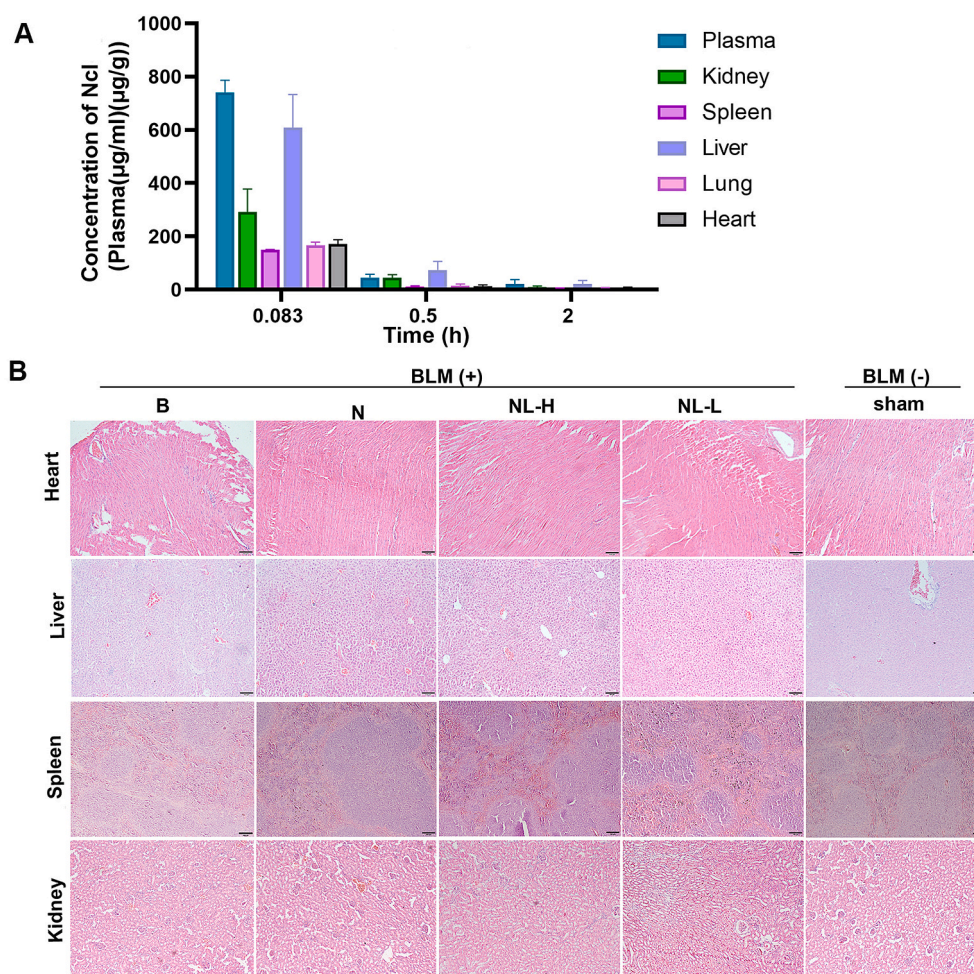 A
Concentration of Ncl
(Plasma(μg/ml)(μg/g))
1000
800
600
400
200
0
0.083
0.5
2
Time (h)
Plasma
Kidney
Spleen
Liver
Lung
Heart
B
BLM (+)
BLM (-)
B
N
NL-H
NL-L
sham
Heart
Liver
Spleen
Kidney